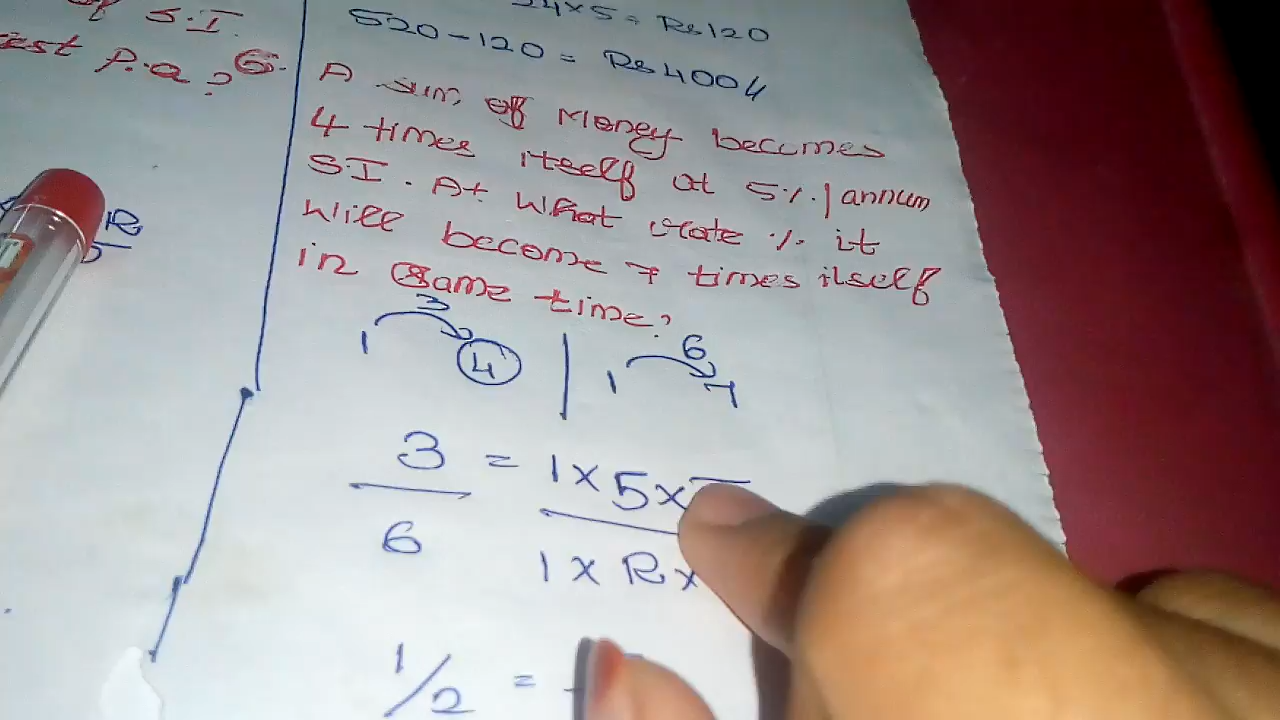 of S.I.
est P.a? 6.
R
24×5 = Rs120
520-120 = Rs400
A sum of Money becomes
4 times itself at 5% / annum
S.I. At What rate % it
Will become 7 times itself
in same time?
1 3 4 | 1 6 7
3 = 1×5×
6 1×R×
1/2 =